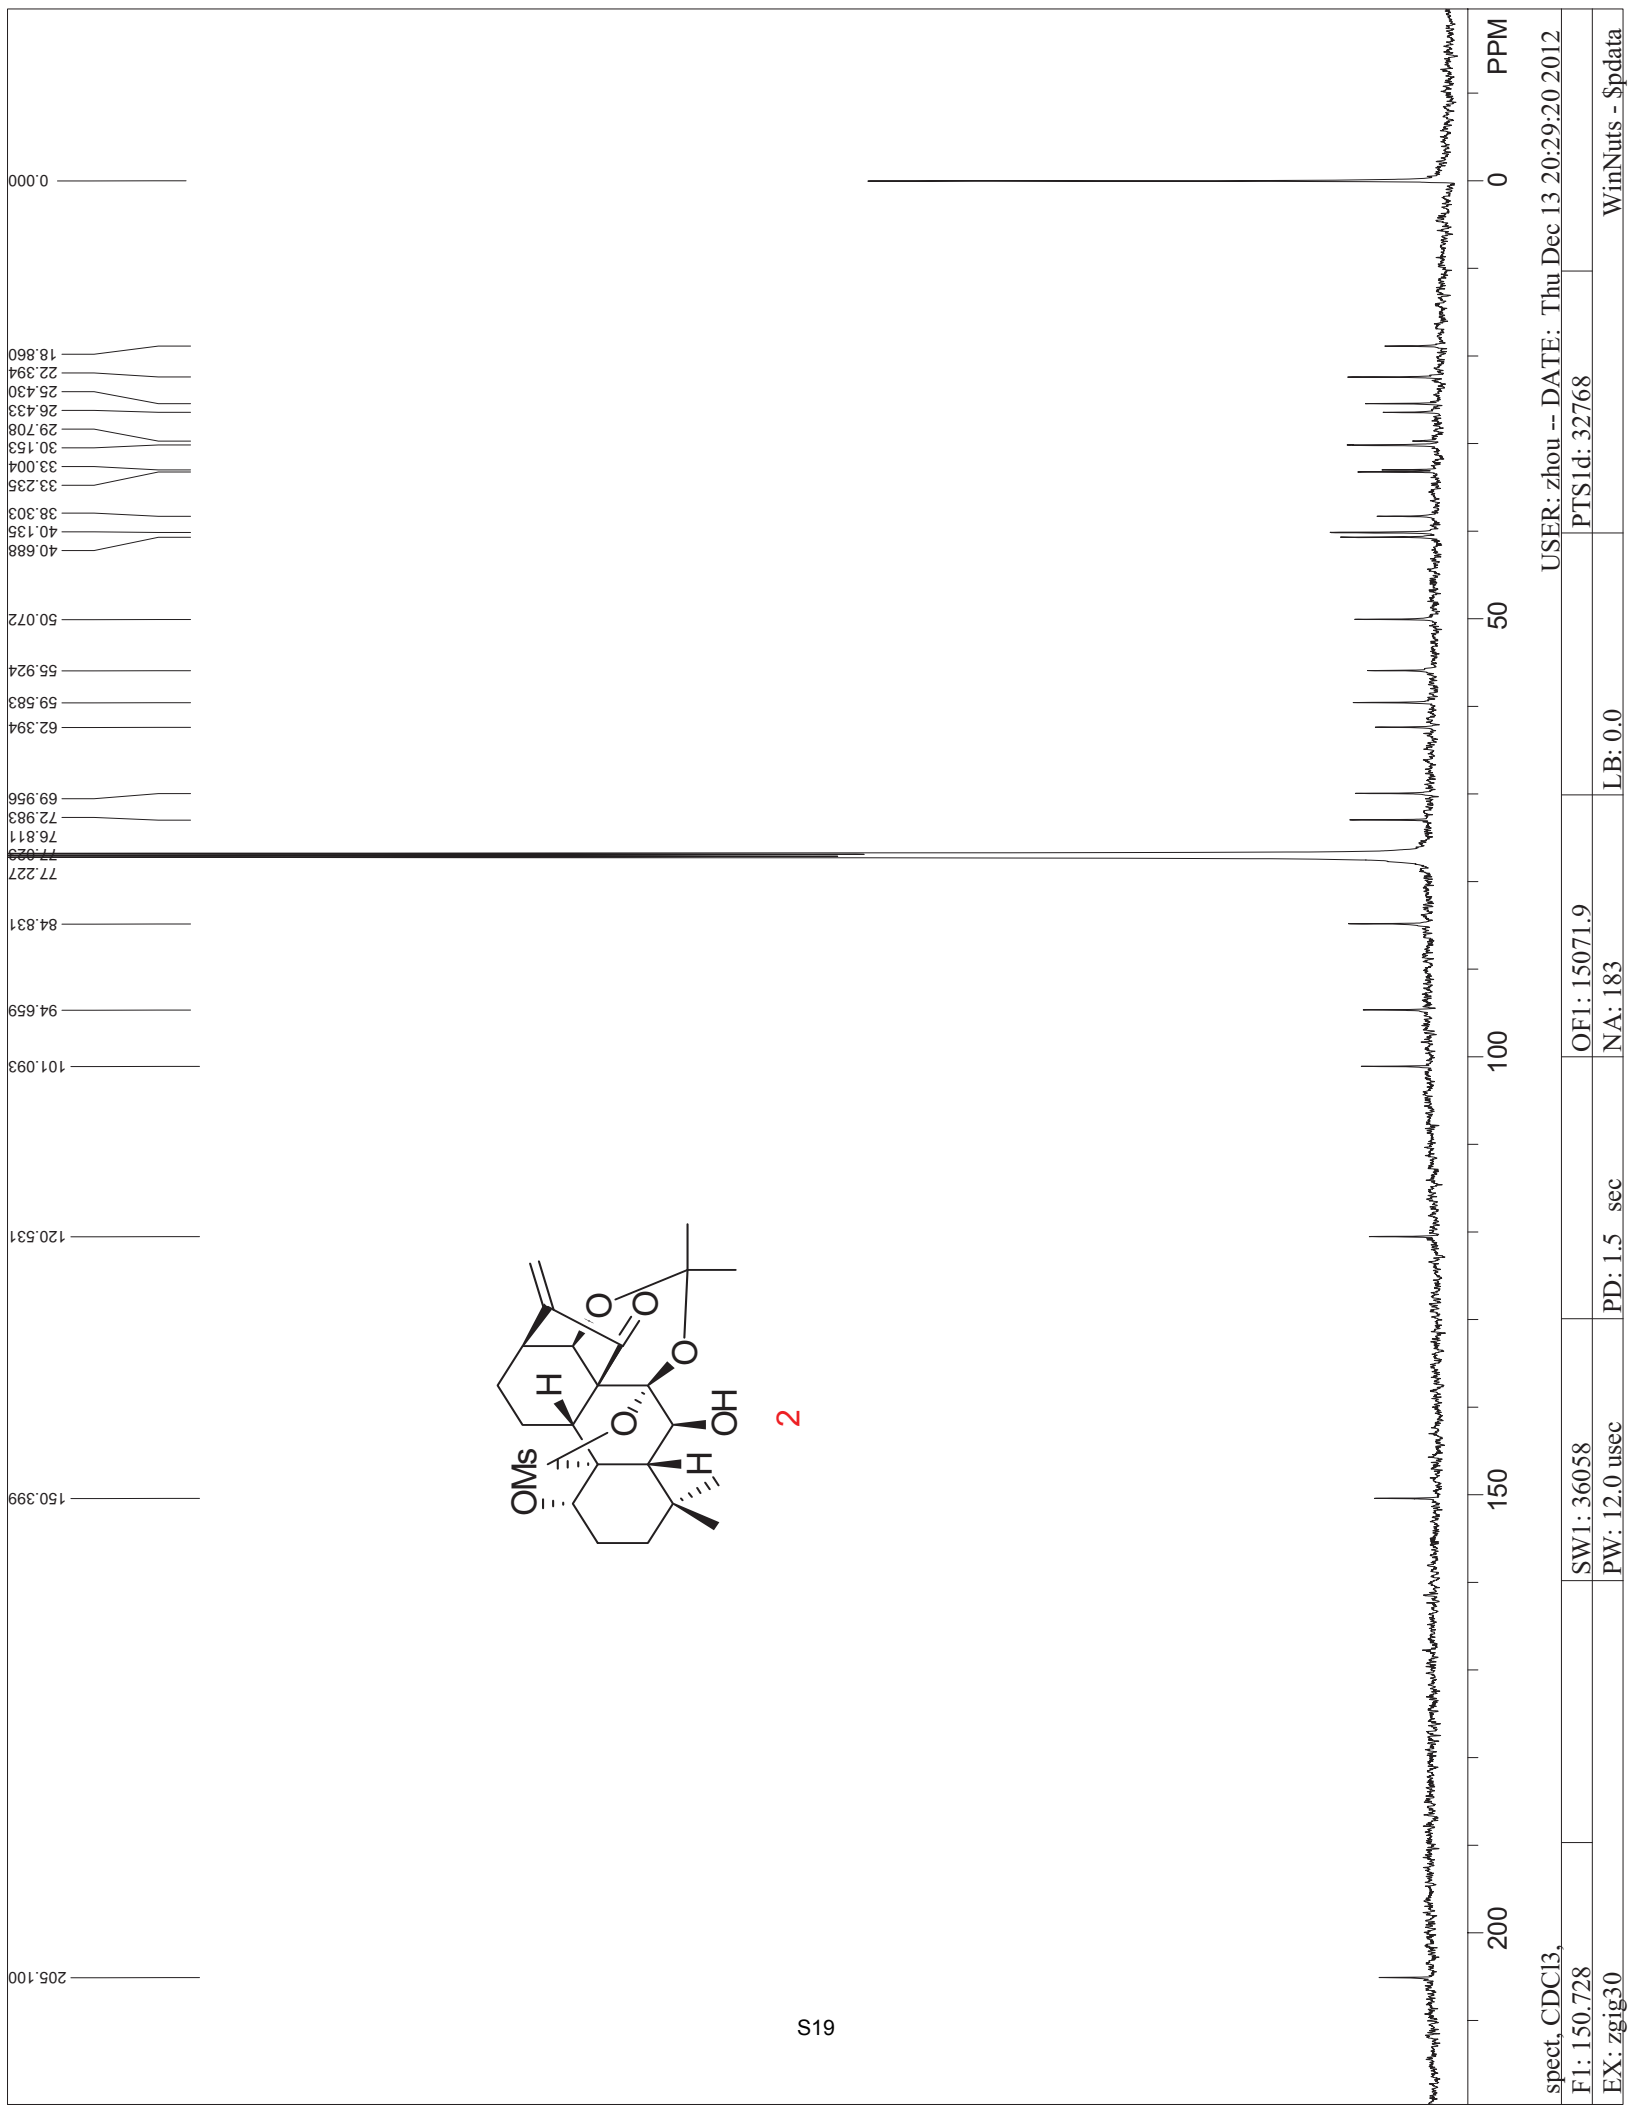 205.100
150.399
120.531
101.093
94.659
84.831
77.227
77.023
76.811
72.983
69.956
62.394
59.583
55.924
50.072
40.688
40.135
38.303
33.235
33.004
30.153
29.708
26.433
25.430
22.394
18.860
0.000
OMs
H
O
O
O
O
H
OH
2
200 150 100 50 0 PPM
spect, CDCl3, USER: zhou -- DATE: Thu Dec 13 20:29:20 2012
F1: 150.728 SW1: 36058 OF1: 15071.9 PTS1d: 32768
EX: zgig30 PW: 12.0 usec PD: 1.5 sec NA: 183 LB: 0.0 WinNuts - $pdata
S19